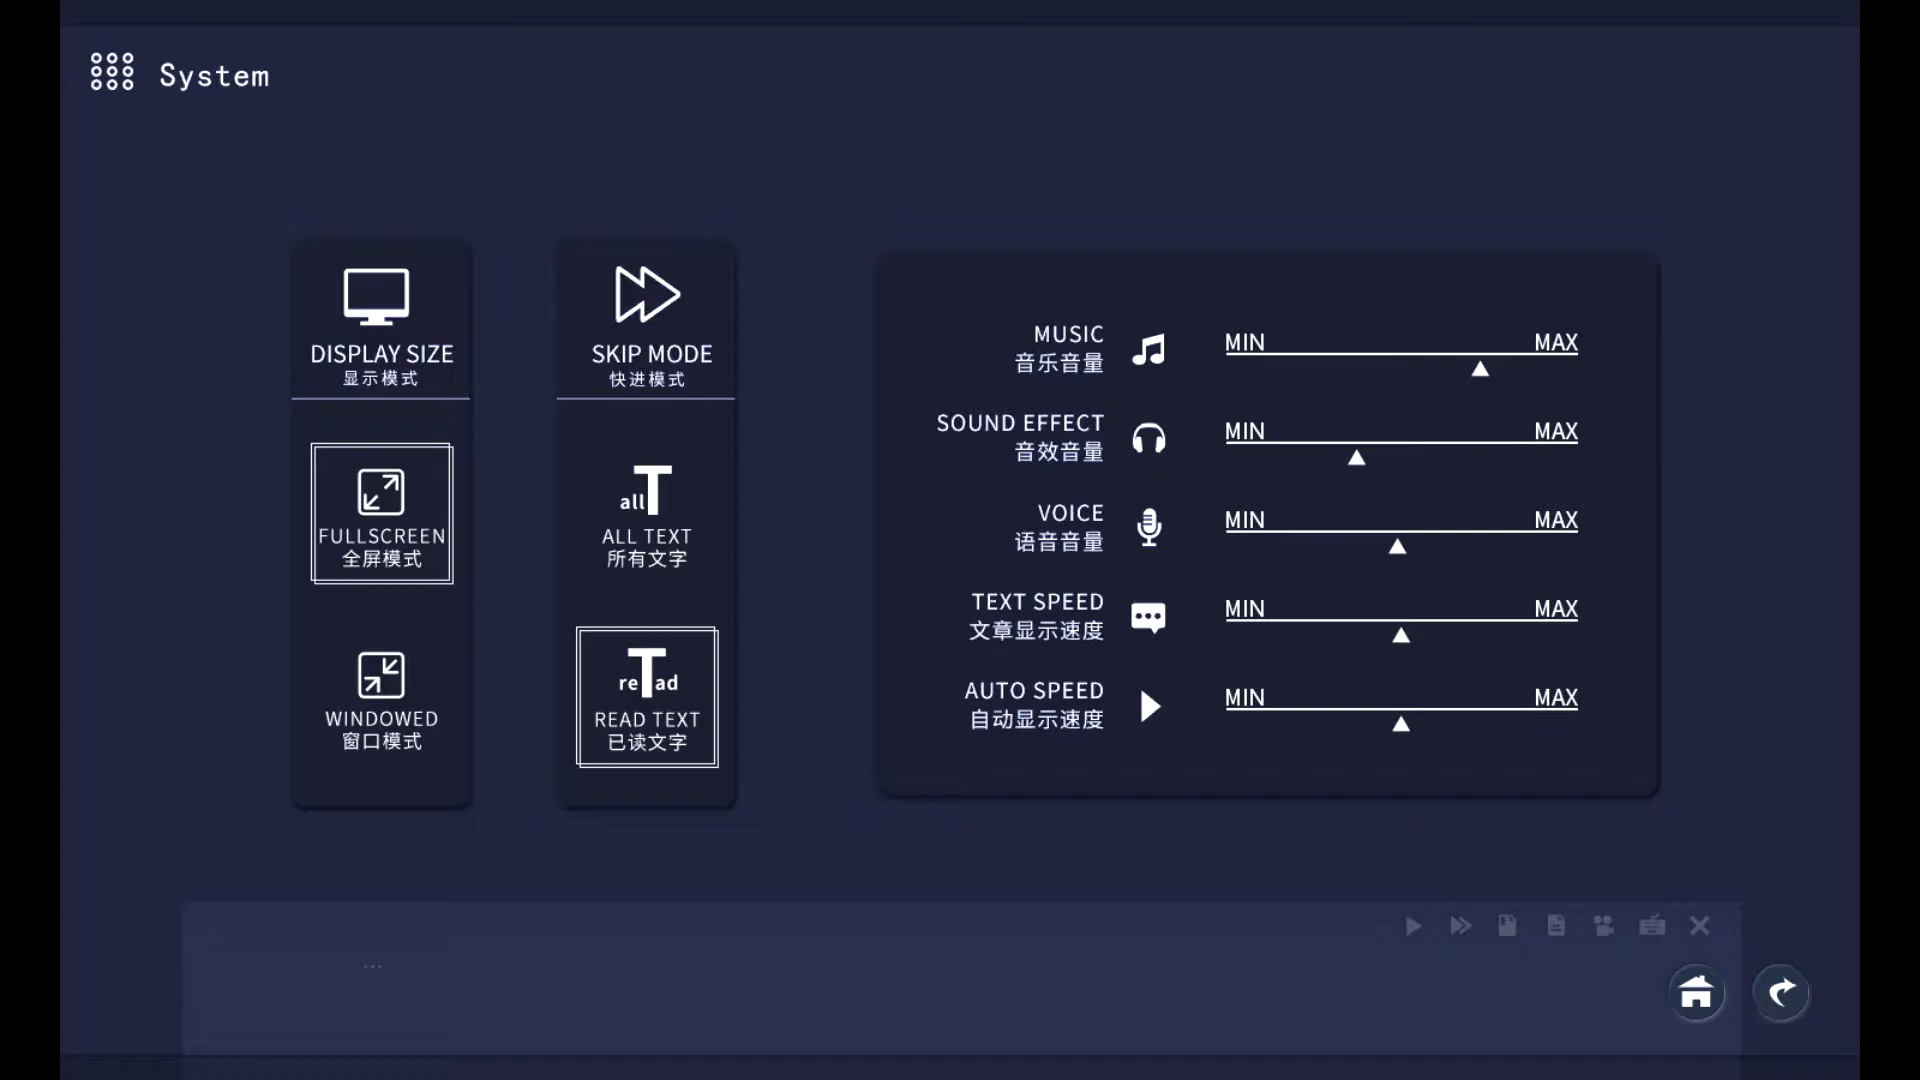 System
DISPLAY SIZE
显示模式
FULLSCREEN
全屏模式
WINDOWED
窗口模式
SKIP MODE
快进模式
all T
ALL TEXT
所有文字
reTad
READ TEXT
已读文字
MUSIC
音乐音量
MIN MAX
SOUND EFFECT
音效音量
MIN MAX
VOICE
语音音量
MIN MAX
TEXT SPEED
文章显示速度
MIN MAX
AUTO SPEED
自动显示速度
MIN MAX
...